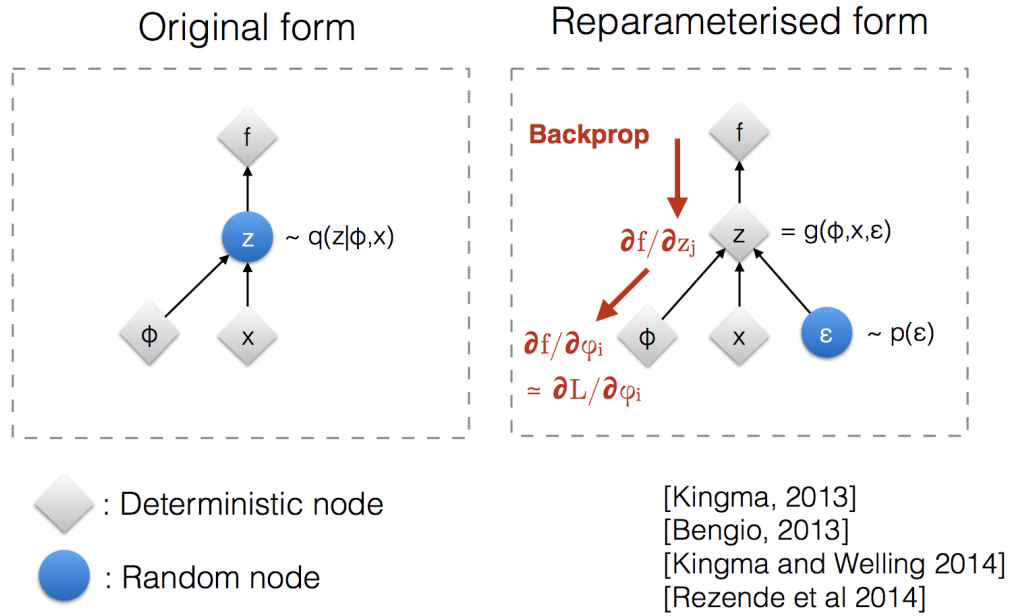 Original form
f
z
~ q(z|ϕ,x)
ϕ
x
Reparameterised form
Backprop
f
∂f/∂zⱼ
z
= g(ϕ,x,ε)
∂f/∂φᵢ
≃ ∂L/∂φᵢ
ϕ
x
ε
~ p(ε)
: Deterministic node
: Random node
[Kingma, 2013]
[Bengio, 2013]
[Kingma and Welling 2014]
[Rezende et al 2014]